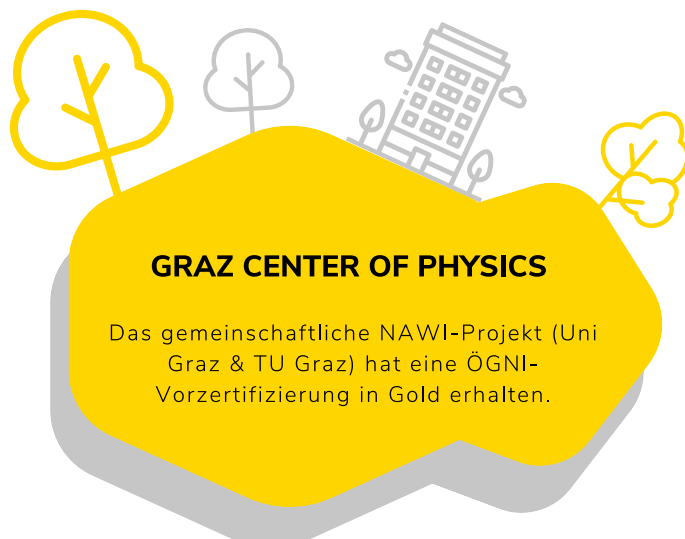 GRAZ CENTER OF PHYSICS
Das gemeinschaftliche NAWI-Projekt (Uni
Graz & TU Graz) hat eine ÖGNI-
Vorzertifizierung in Gold erhalten.